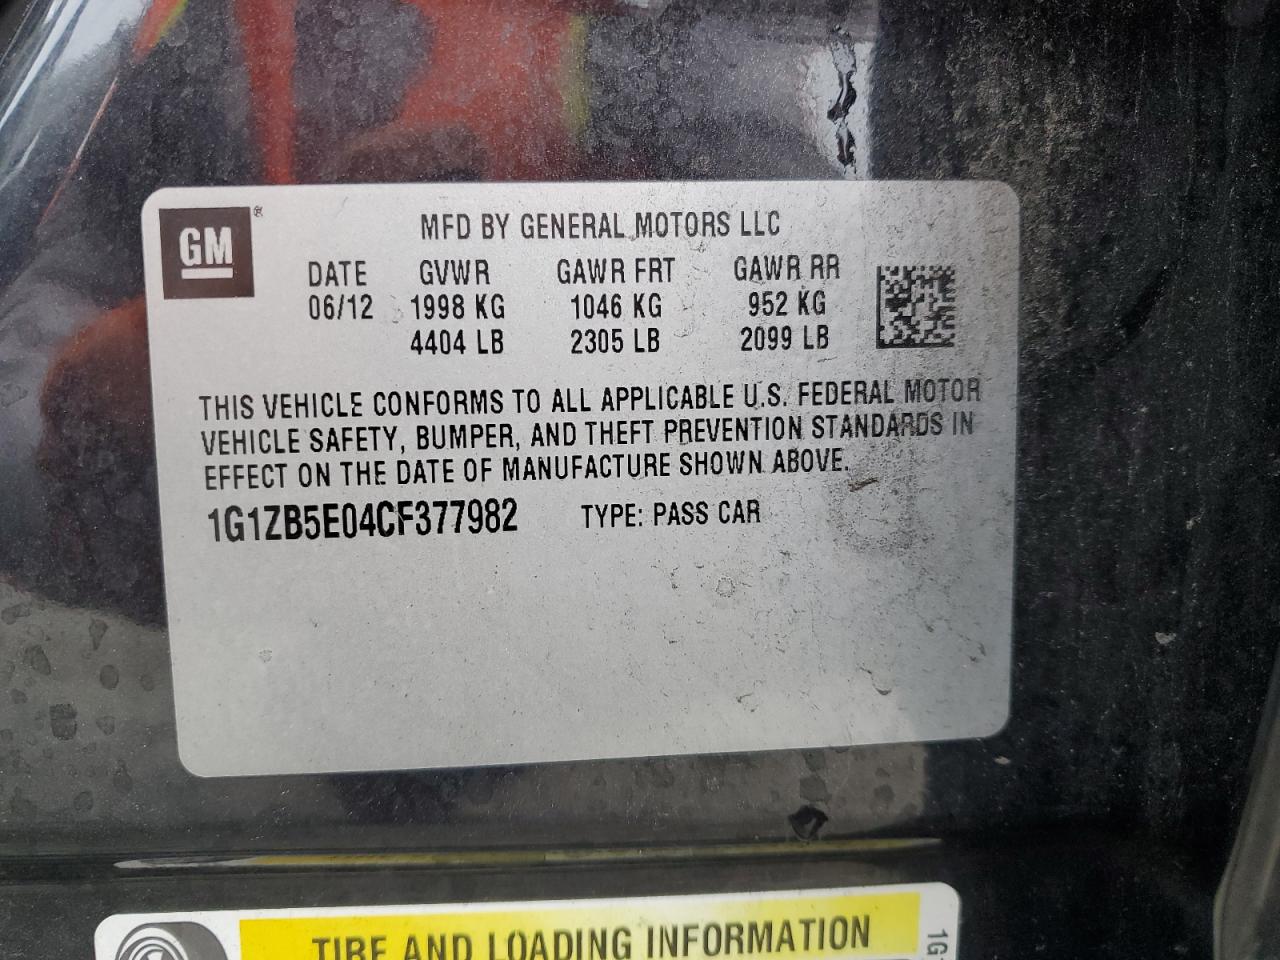 GM ®
MFD BY GENERAL MOTORS LLC
DATE GVWR GAWR FRT GAWR RR
06/12 1998 KG 1046 KG 952 KG
4404 LB 2305 LB 2099 LB
THIS VEHICLE CONFORMS TO ALL APPLICABLE U.S. FEDERAL MOTOR
VEHICLE SAFETY, BUMPER, AND THEFT PREVENTION STANDARDS IN
EFFECT ON THE DATE OF MANUFACTURE SHOWN ABOVE.
1G1ZB5E04CF377982 TYPE: PASS CAR
TIRE AND LOADING INFORMATION